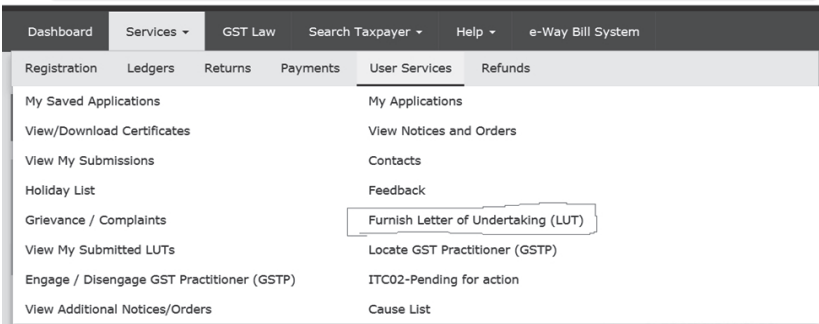 Dashboard Services GST Law Search Taxpayer Help e-Way Bill System
Registration Ledgers Returns Payments User Services Refunds
My Saved Applications My Applications
View/Download Certificates View Notices and Orders
View My Submissions Contacts
Holiday List Feedback
Grievance / Complaints Furnish Letter of Undertaking (LUT)
View My Submitted LUTs Locate GST Practitioner (GSTP)
Engage / Disengage GST Practitioner (GSTP) ITC02-Pending for action
View Additional Notices/Orders Cause List